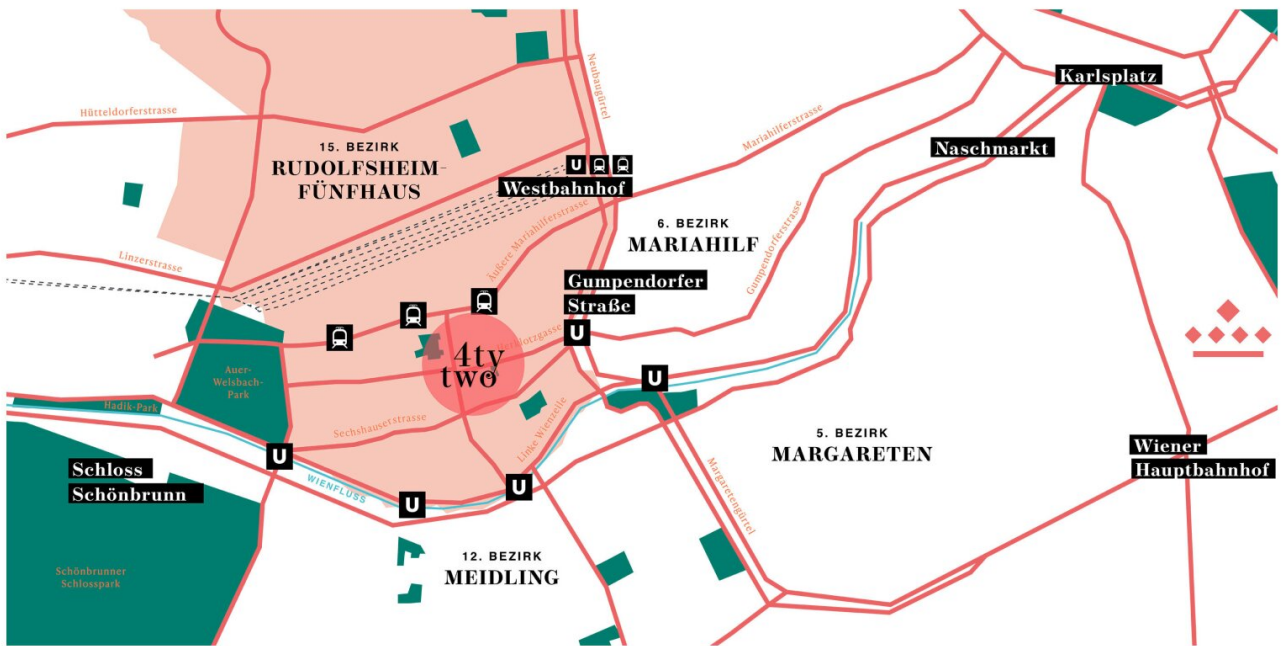 Karlsplatz
Neubaugürtel
Hütteldorferstrasse
Mariahilferstrasse
15. BEZIRK
RUDOLFSHEIM-
FÜNFHAUS
Naschmarkt
U
Westbahnhof
Äußere Mariahilferstrasse
6. BEZIRK
MARIAHILF
Gumpendorferstrasse
Linzerstrasse
Gumpendorfer
Straße
U
4ty
two
Auer-
Welsbach-
Park
U
Hadik-Park
Sechshauserstrasse
Linke Wienzeile
5. BEZIRK
MARGARETEN
Wiener
Hauptbahnhof
Schloss
Schönbrunn
U
WIENFLUSS
U
U
Margaretengürtel
12. BEZIRK
MEIDLING
Schönbrunner
Schlosspark